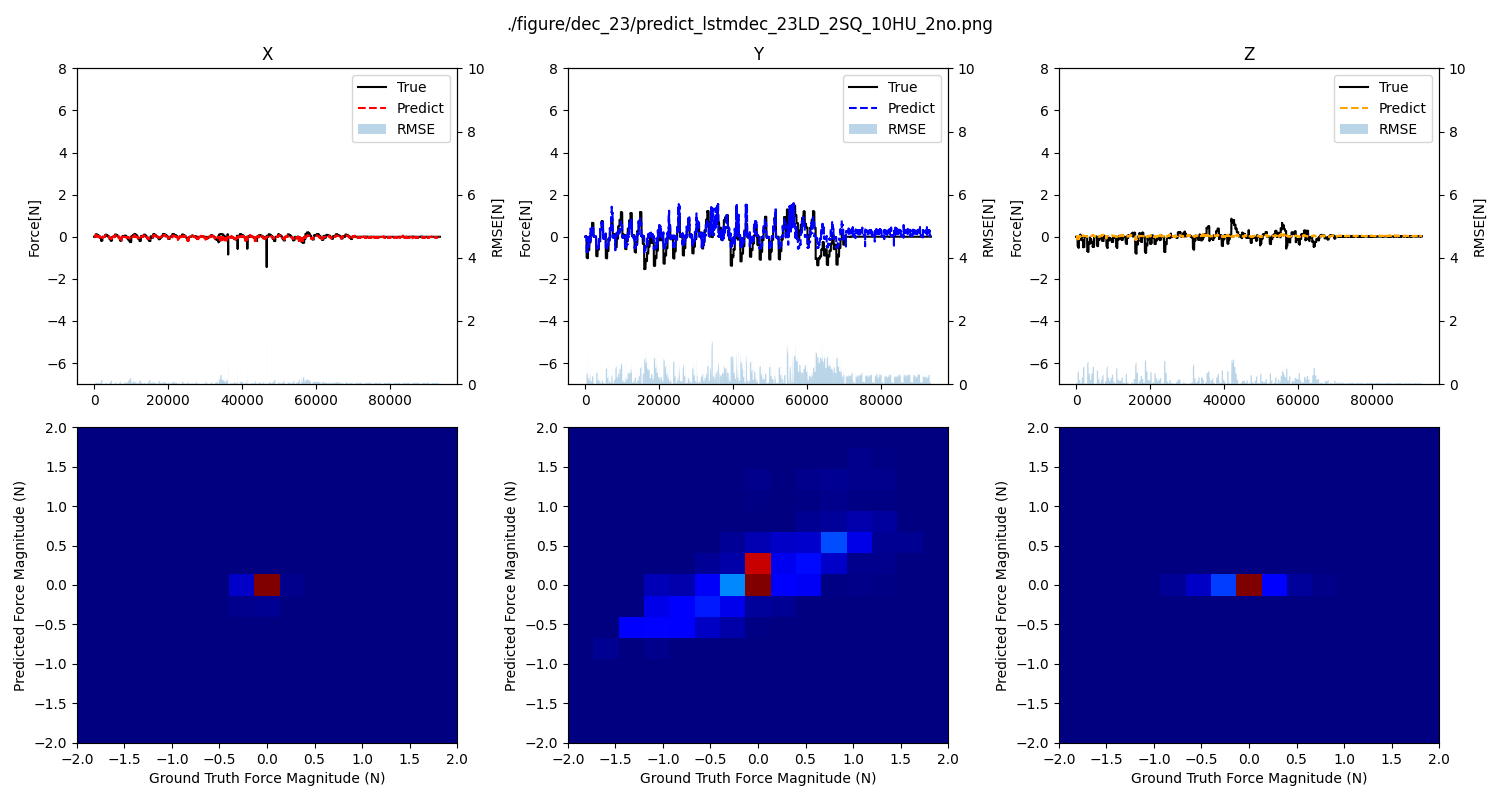 ./figure/dec_23/predict_lstmdec_23LD_2SQ_10HU_2no.png
X
Force[N]
8
6
4
2
0
−2
−4
−6
10
8
6
4
2
0
RMSE[N]
True
Predict
RMSE
0 20000 40000 60000 80000
Y
Force[N]
8
6
4
2
0
−2
−4
−6
10
8
6
4
2
0
RMSE[N]
True
Predict
RMSE
0 20000 40000 60000 80000
Z
Force[N]
8
6
4
2
0
−2
−4
−6
10
8
6
4
2
0
RMSE[N]
True
Predict
RMSE
0 20000 40000 60000 80000
Predicted Force Magnitude (N)
2.0
1.5
1.0
0.5
0.0
−0.5
−1.0
−1.5
−2.0
−2.0 −1.5 −1.0 −0.5 0.0 0.5 1.0 1.5 2.0
Ground Truth Force Magnitude (N)
Predicted Force Magnitude (N)
2.0
1.5
1.0
0.5
0.0
−0.5
−1.0
−1.5
−2.0
−2.0 −1.5 −1.0 −0.5 0.0 0.5 1.0 1.5 2.0
Ground Truth Force Magnitude (N)
Predicted Force Magnitude (N)
2.0
1.5
1.0
0.5
0.0
−0.5
−1.0
−1.5
−2.0
−2.0 −1.5 −1.0 −0.5 0.0 0.5 1.0 1.5 2.0
Ground Truth Force Magnitude (N)